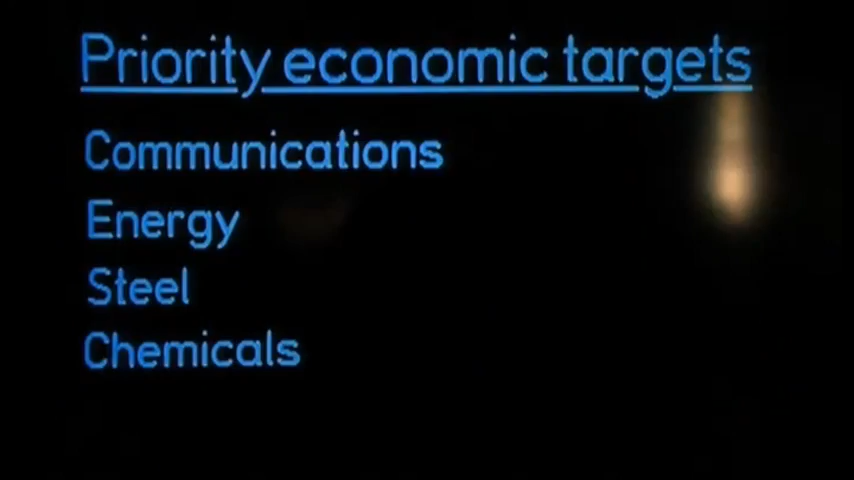 Priority economic targets
Communications
Energy
Steel
Chemicals